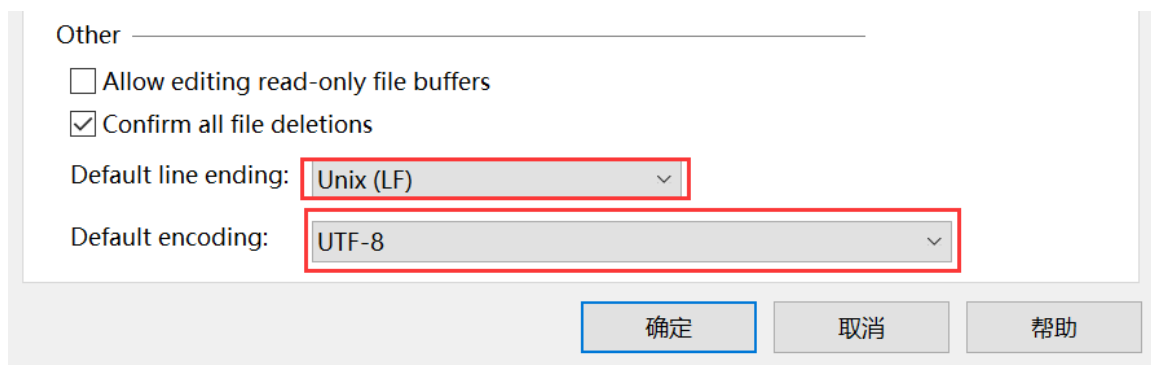 Other
Allow editing read-only file buffers
Confirm all file deletions
Default line ending: Unix (LF)
Default encoding: UTF-8
确定 取消 帮助